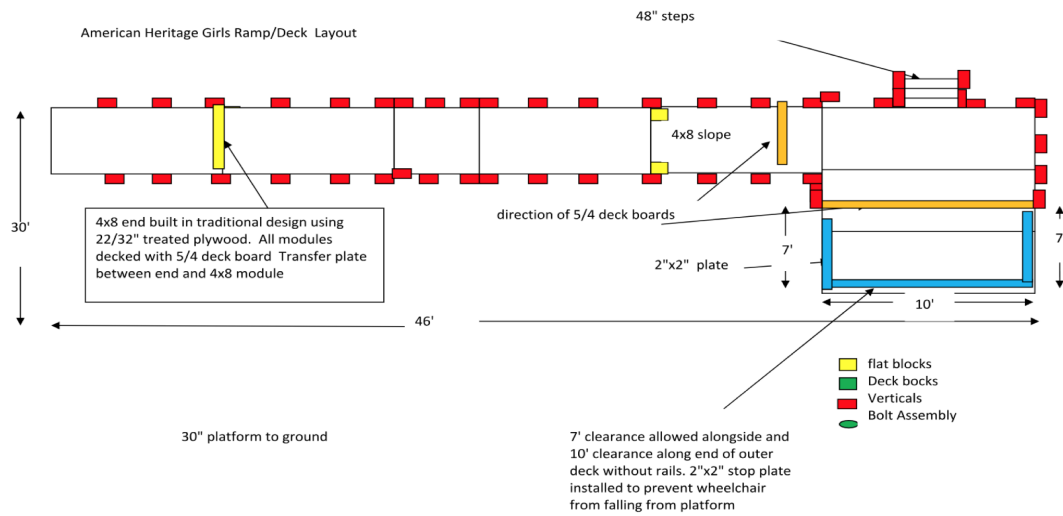 48" steps
American Heritage Girls Ramp/Deck Layout
4x8 slope
30'
4x8 end built in traditional design using
22/32" treated plywood. All modules
decked with 5/4 deck board Transfer plate
between end and 4x8 module
direction of 5/4 deck boards
7'
7
2"x2" plate
10'
46'
flat blocks
Deck bocks
Verticals
Bolt Assembly
30" platform to ground
7' clearance allowed alongside and
10' clearance along end of outer
deck without rails. 2"x2" stop plate
installed to prevent wheelchair
from falling from platform